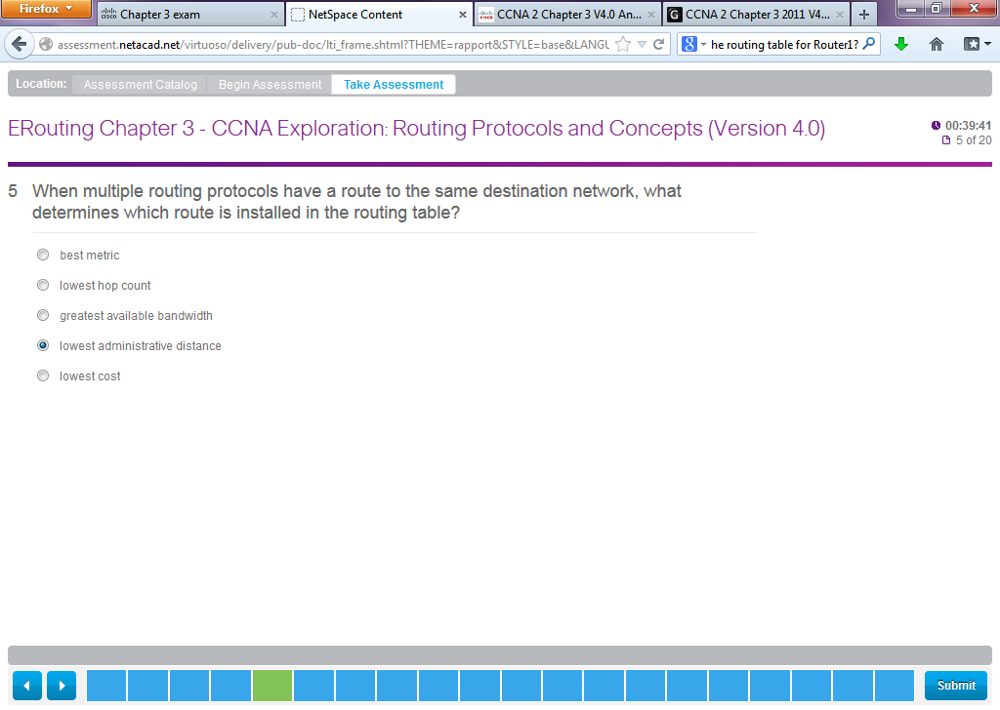 Firefox
Chapter 3 exam
NetSpace Content
CCNA 2 Chapter 3 V4.0 An...
CCNA 2 Chapter 3 2011 V4...
assessment.netacad.net/virtuoso/delivery/pub-doc/lti_frame.shtml?THEME=rapport&STYLE=base&LANGU
he routing table for Router1?
Location: Assessment Catalog Begin Assessment Take Assessment
ERouting Chapter 3 - CCNA Exploration: Routing Protocols and Concepts (Version 4.0)
00:39:41
5 of 20
5 When multiple routing protocols have a route to the same destination network, what
determines which route is installed in the routing table?
best metric
lowest hop count
greatest available bandwidth
lowest administrative distance
lowest cost
Submit